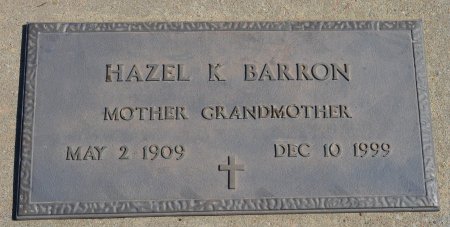 HAZEL K. BARRON
MOTHER GRANDMOTHER
MAY 2 1909 DEC 10 1999